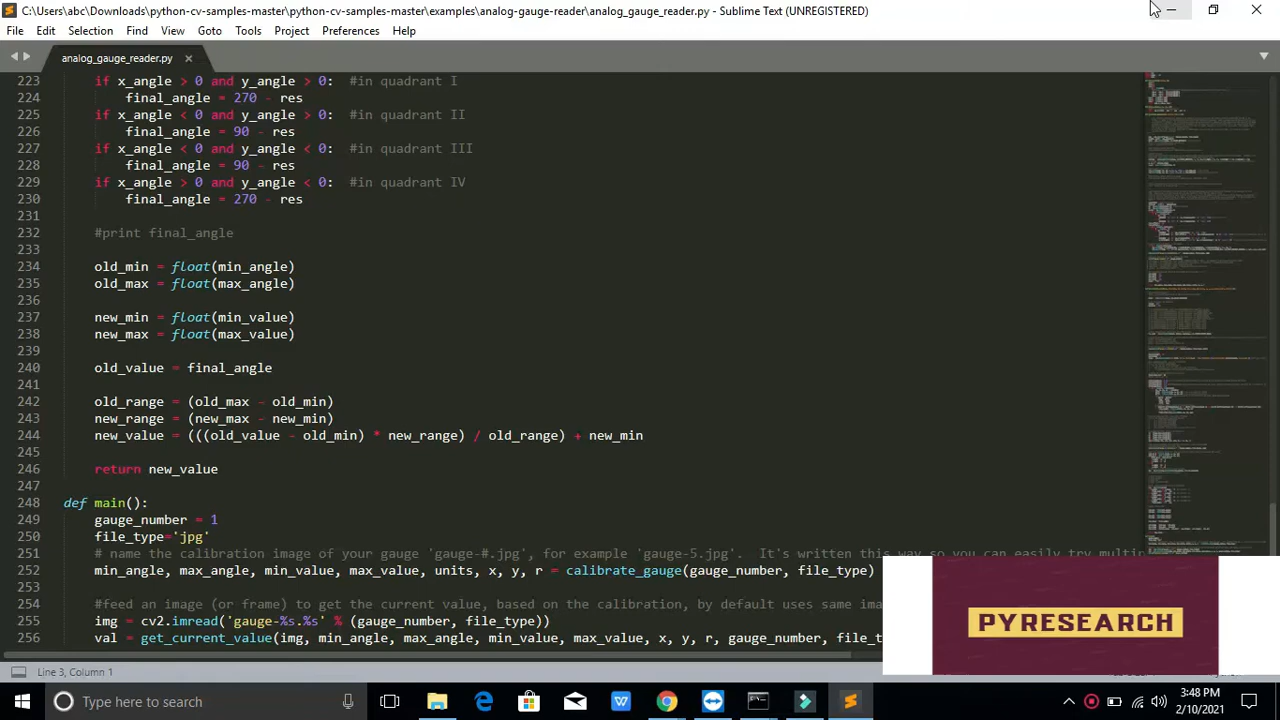 C:\Users\abc\Downloads\python-cv-samples-master\python-cv-samples-master\examples\analog-gauge-reader\analog_gauge_reader.py - Sublime Text (UNREGISTERED)
File Edit Selection Find View Goto Tools Project Preferences Help
analog_gauge_reader.py
223 if x_angle > 0 and y_angle > 0: #in quadrant I
224 final_angle = 270 - res
225 if x_angle < 0 and y_angle > 0: #in quadrant II
226 final_angle = 90 - res
227 if x_angle < 0 and y_angle < 0: #in quadrant III
228 final_angle = 90 - res
229 if x_angle > 0 and y_angle < 0: #in quadrant IV
230 final_angle = 270 - res
231
232 #print final_angle
233
234 old_min = float(min_angle)
235 old_max = float(max_angle)
236
237 new_min = float(min_value)
238 new_max = float(max_value)
239
240 old_value = final_angle
241
242 old_range = (old_max - old_min)
243 new_range = (new_max - new_min)
244 new_value = (((old_value - old_min) * new_range) / old_range) + new_min
245
246 return new_value
247
248 def main():
249 gauge_number = 1
250 file_type='jpg'
251 # name the calibration image of your gauge 'gauge-#.jpg', for example 'gauge-5.jpg'. It's written this way so you can easily try mult
252 min_angle, max_angle, min_value, max_value, units, x, y, r = calibrate_gauge(gauge_number, file_type)
253
254 #feed an image (or frame) to get the current value, based on the calibration, by default uses same ima
255 img = cv2.imread('gauge-%s.%s' % (gauge_number, file_type))
256 val = get_current_value(img, min_angle, max_angle, min_value, max_value, x, y, r, gauge_number, file_t
PYRESEARCH
Line 3, Column 1
Type here to search
3:48 PM
2/10/2021